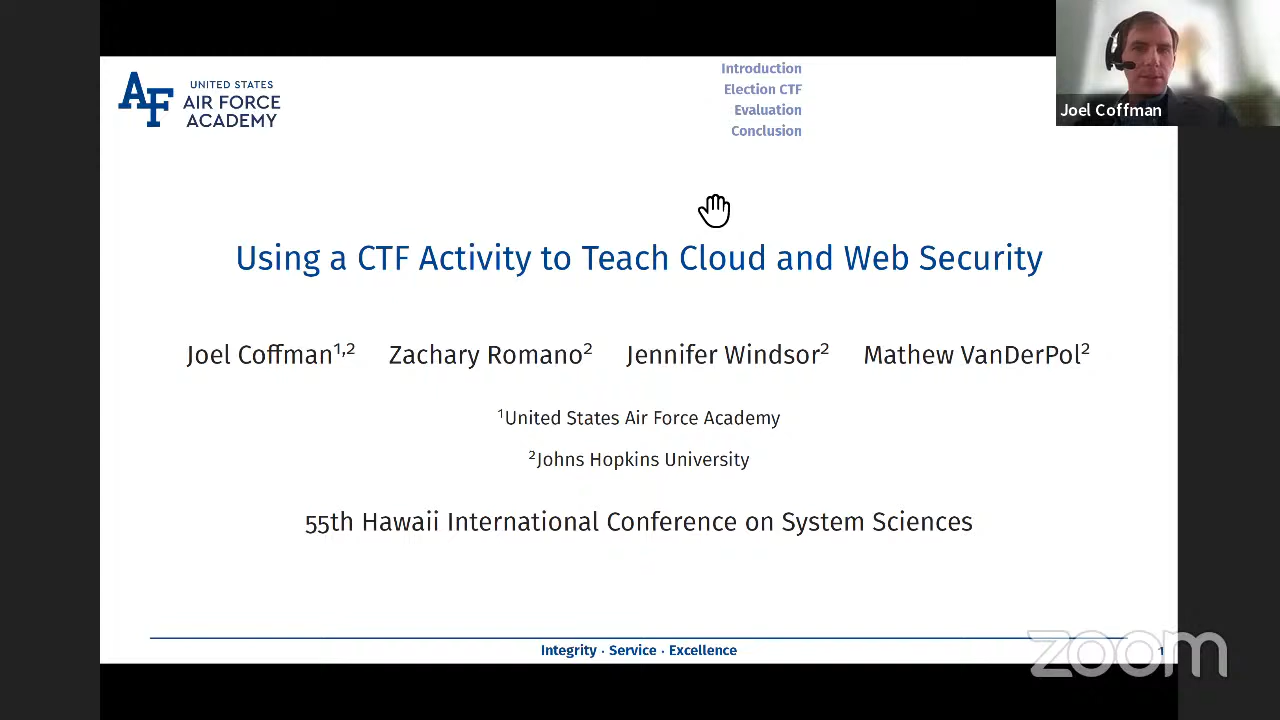 AF UNITED STATES
AIR FORCE
ACADEMY
Introduction
Election CTF
Evaluation
Conclusion
Joel Coffman
Using a CTF Activity to Teach Cloud and Web Security
Joel Coffman¹,² Zachary Romano² Jennifer Windsor² Mathew VanDerPol²
¹United States Air Force Academy
²Johns Hopkins University
55th Hawaii International Conference on System Sciences
Integrity · Service · Excellence
1
zoom